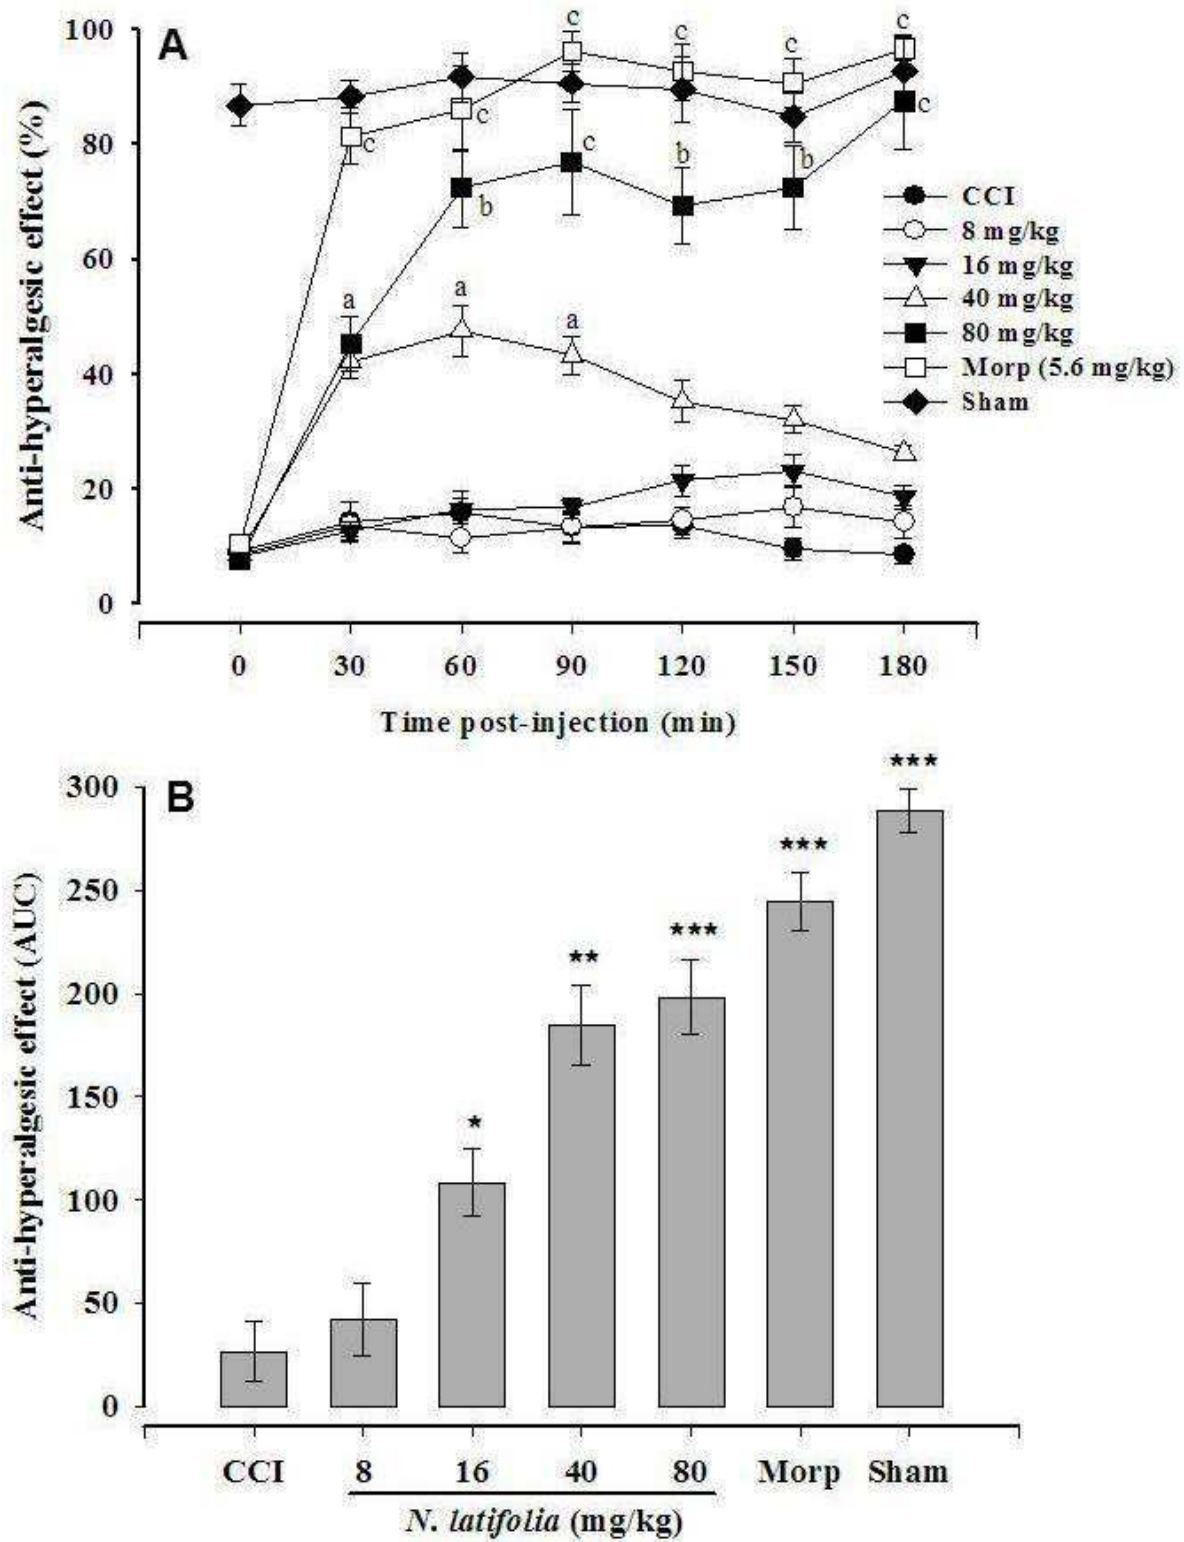 A
Anti-hyperalgesic effect (%)
100
80
60
40
20
0
c c c c
c c c b b c
b
a a a
CCI
8 mg/kg
16 mg/kg
40 mg/kg
80 mg/kg
Morp (5.6 mg/kg)
Sham
0 30 60 90 120 150 180
Time post-injection (min)
B
Anti-hyperalgesic effect (AUC)
300
250
200
150
100
50
0
* ** *** *** ***
CCI 8 16 40 80 Morp Sham
N. latifolia (mg/kg)